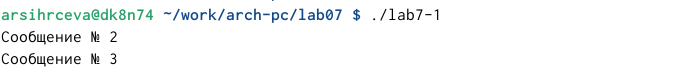 arsihrceva@dk8n74 ~/work/arch-pc/lab07 $ ./lab7-1
Сообщение № 2
Сообщение № 3